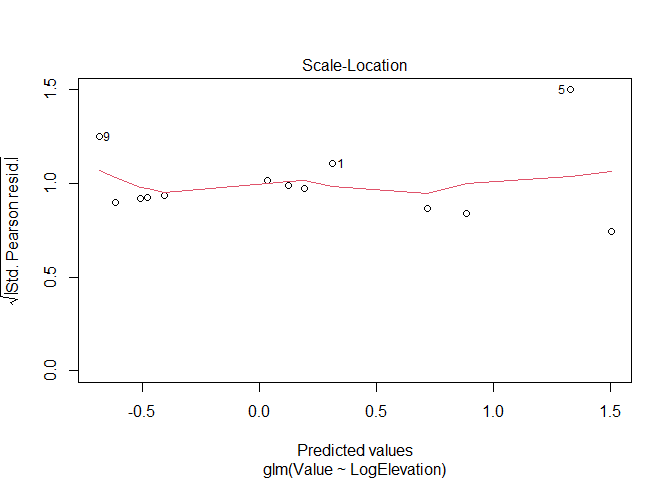 Scale-Location
√|Std. Pearson resid.|
1.5
1.0
0.5
0.0
5
9
1
-0.5 0.0 0.5 1.0 1.5
Predicted values
glm(Value ~ LogElevation)